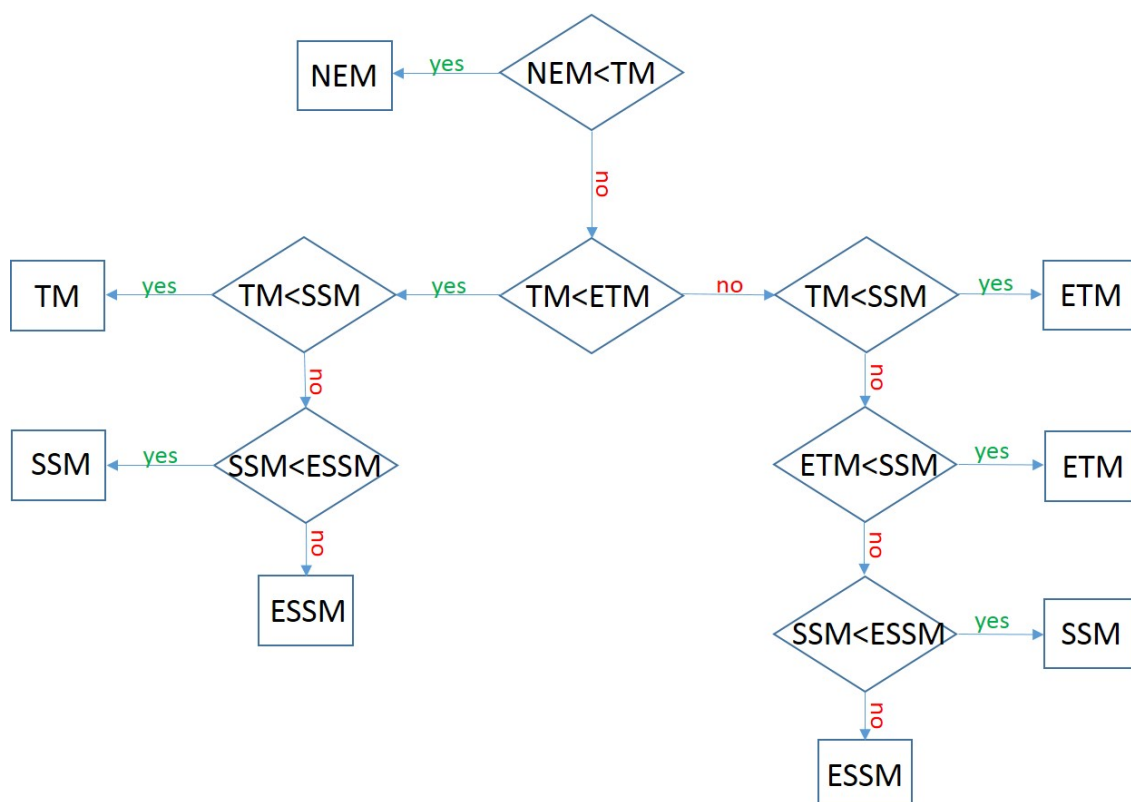 NEM
yes
NEM<TM
no
TM
yes
TM<SSM
yes
TM<ETM
no
TM<SSM
yes
ETM
no
no
SSM
yes
SSM<ESSM
ETM<SSM
yes
ETM
no
no
ESSM
SSM<ESSM
yes
SSM
no
ESSM